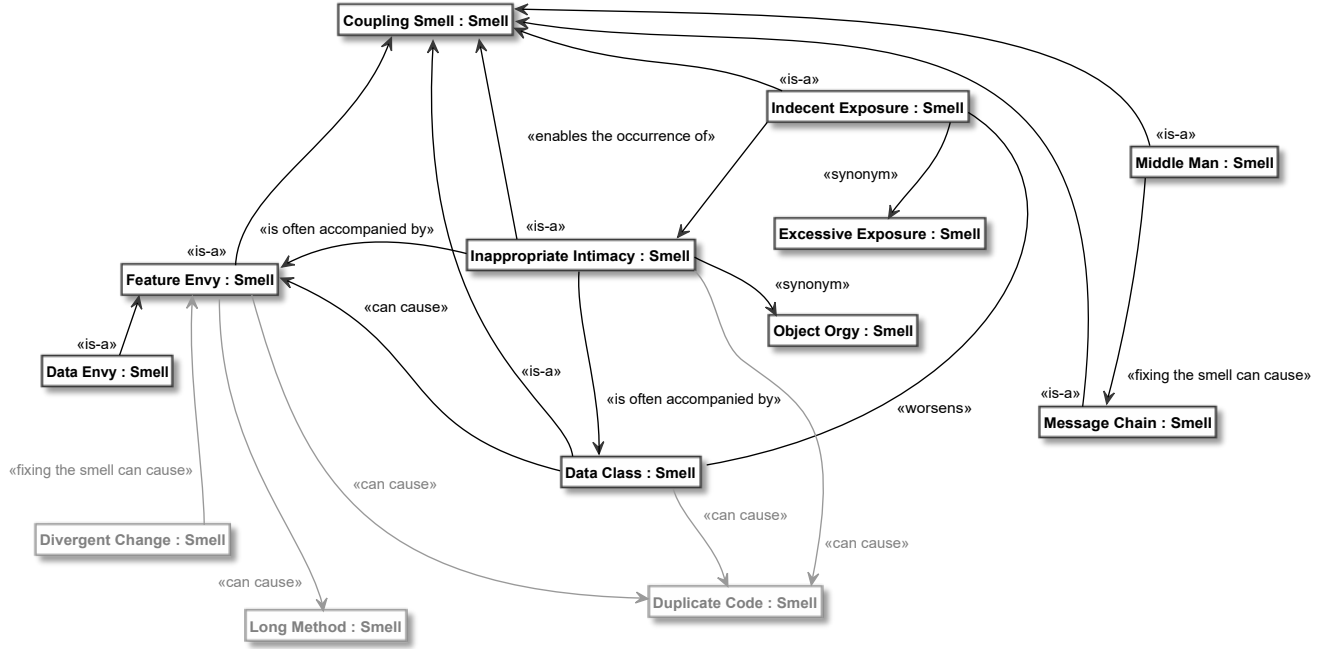 Coupling Smell : Smell
«is-a»
Indecent Exposure : Smell
«enables the occurrence of»
«is-a»
Middle Man : Smell
«synonym»
«is often accompanied by»
«is-a»
Excessive Exposure : Smell
«is-a»
Inappropriate Intimacy : Smell
Feature Envy : Smell
«synonym»
«can cause»
Object Orgy : Smell
«is-a»
Data Envy : Smell
«is-a»
«fixing the smell can cause»
«is-a»
«is often accompanied by»
«worsens»
Message Chain : Smell
«fixing the smell can cause»
Data Class : Smell
«can cause»
«can cause»
Divergent Change : Smell
«can cause»
«can cause»
Duplicate Code : Smell
Long Method : Smell